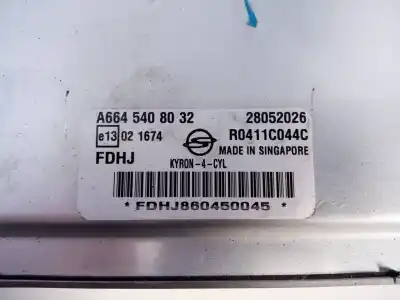 A664 540 80 32 28052026
e13 02 1674 R0411C044C
FDHJ MADE IN SINGAPORE
KYRON-4-CYL
* FDHJ860450045 *